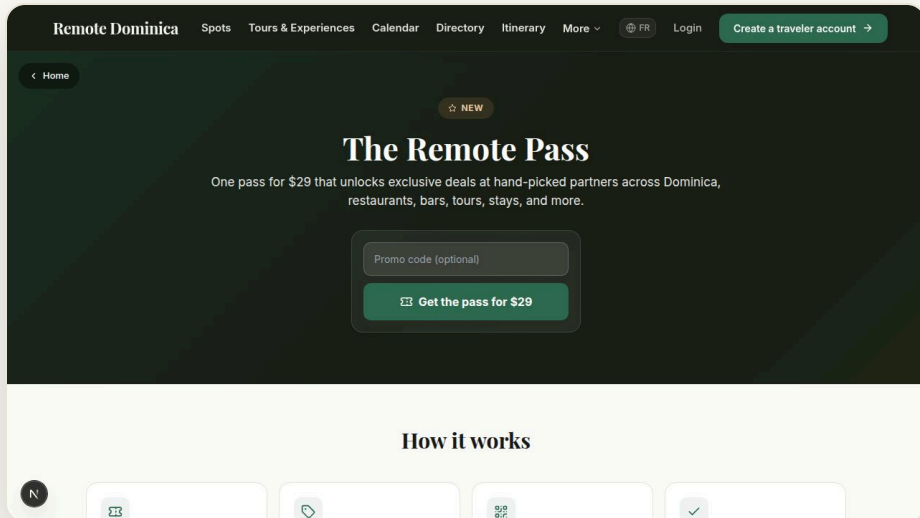 Remote Dominica
Spots
Tours & Experiences
Calendar
Directory
Itinerary
More
FR
Login
Create a traveler account
Home
NEW
The Remote Pass
One pass for $29 that unlocks exclusive deals at hand-picked partners across Dominica,
restaurants, bars, tours, stays, and more.
Promo code (optional)
Get the pass for $29
How it works
N